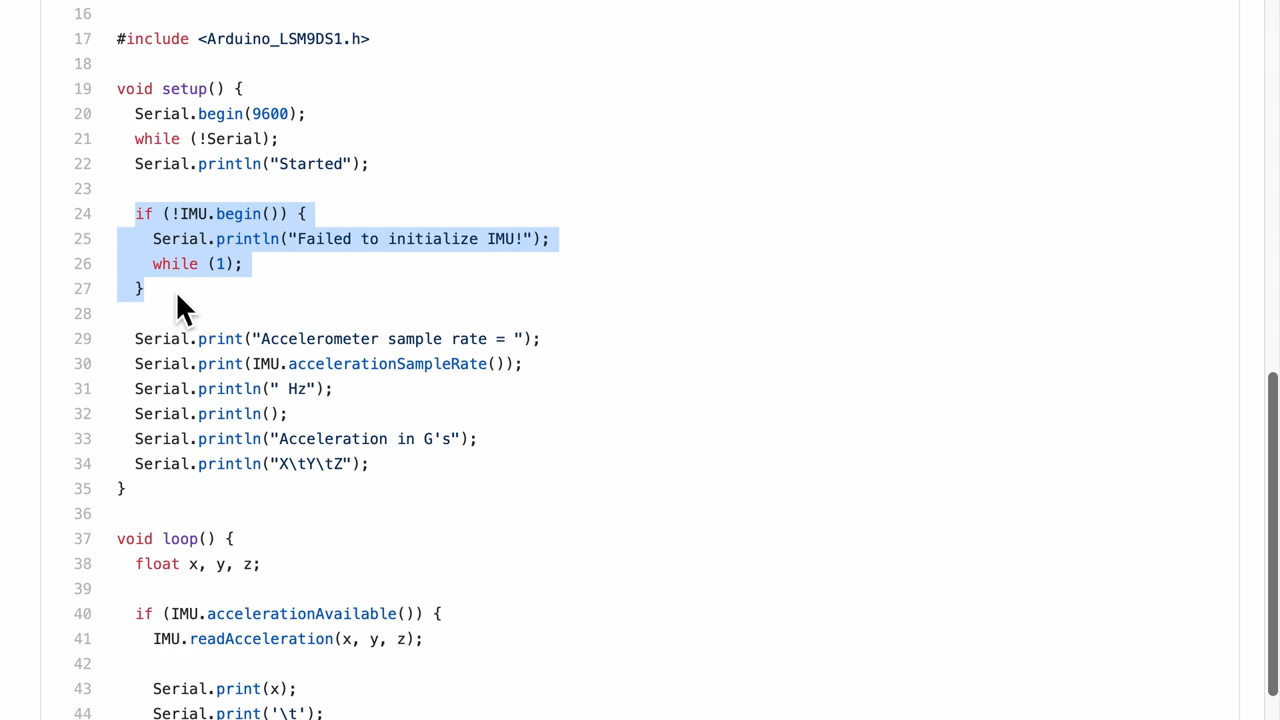 16
17 #include <Arduino_LSM9DS1.h>
18
19 void setup() {
20 Serial.begin(9600);
21 while (!Serial);
22 Serial.println("Started");
23
24 if (!IMU.begin()) {
25 Serial.println("Failed to initialize IMU!");
26 while (1);
27 }
28
29 Serial.print("Accelerometer sample rate = ");
30 Serial.print(IMU.accelerationSampleRate());
31 Serial.println(" Hz");
32 Serial.println();
33 Serial.println("Acceleration in G's");
34 Serial.println("X\tY\tZ");
35 }
36
37 void loop() {
38 float x, y, z;
39
40 if (IMU.accelerationAvailable()) {
41 IMU.readAcceleration(x, y, z);
42
43 Serial.print(x);
44 Serial.print('\t');